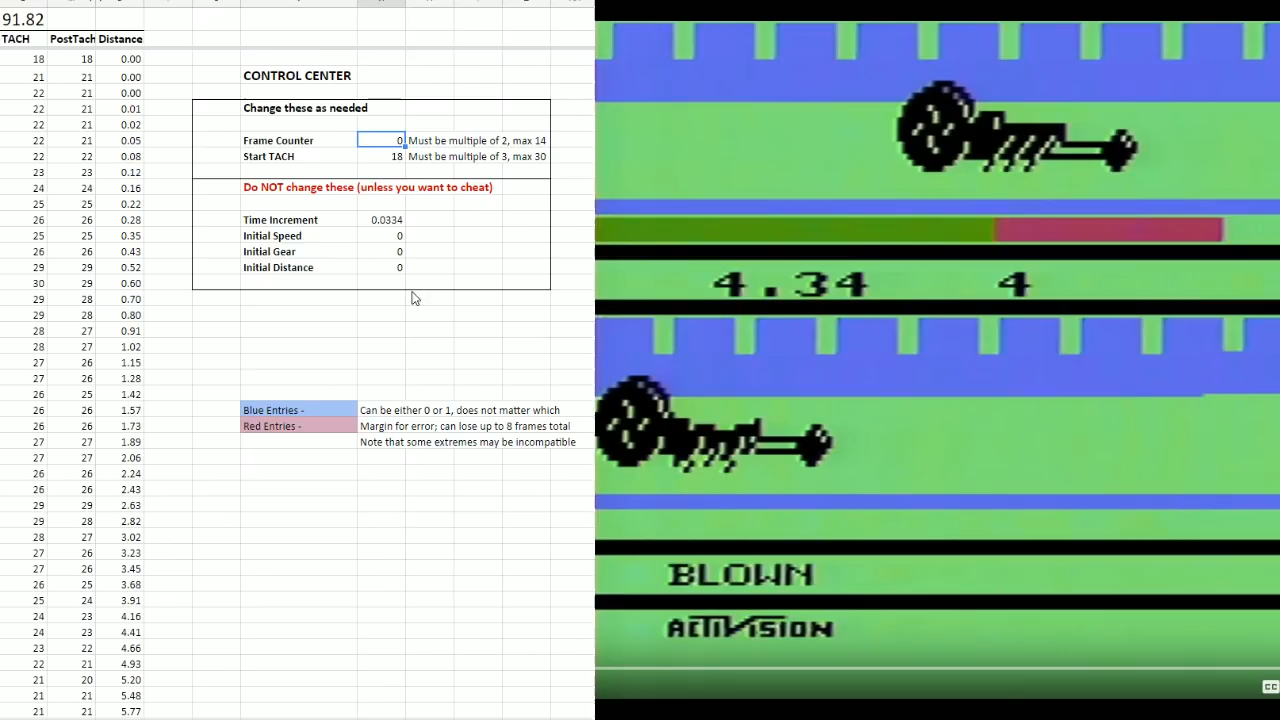 91.82
TACH PostTach Distance
18 18 0.00
21 21 0.00
CONTROL CENTER
22 21 0.00
22 21 0.01
Change these as needed
22 21 0.02
22 21 0.05
Frame Counter 0 Must be multiple of 2, max 14
22 22 0.08
Start TACH 18 Must be multiple of 3, max 30
23 23 0.12
24 24 0.16
Do NOT change these (unless you want to cheat)
25 25 0.22
26 26 0.28
Time Increment 0.0334
25 25 0.35
Initial Speed 0
26 26 0.43
Initial Gear 0
29 29 0.52
Initial Distance 0
30 29 0.60
29 28 0.70
29 28 0.80
28 27 0.91
28 27 1.02
27 26 1.15
27 26 1.28
26 25 1.42
26 26 1.57
Blue Entries - Can be either 0 or 1, does not matter which
26 26 1.73
Red Entries - Margin for error; can lose up to 8 frames total
27 27 1.89
Note that some extremes may be incompatible
27 27 2.06
26 26 2.24
26 26 2.43
29 29 2.63
29 28 2.82
28 28 3.02
27 26 3.23
27 26 3.45
26 25 3.68
25 24 3.91
24 23 4.16
24 23 4.41
23 22 4.66
22 21 4.93
21 20 5.20
21 21 5.48
21 21 5.77
4.34 4
BLOWN
ACTIVISION
CC